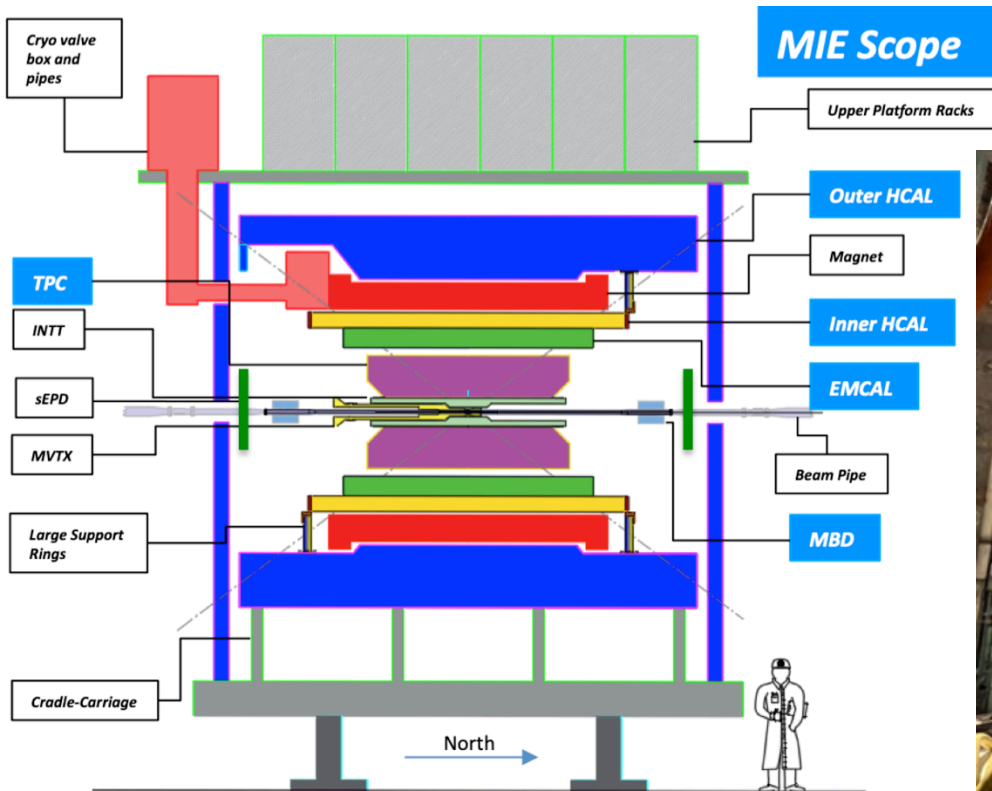 Cryo valve
box and
pipes
MIE Scope
Upper Platform Racks
Outer HCAL
Magnet
TPC
INTT
Inner HCAL
sEPD
EMCAL
MVTX
Beam Pipe
Large Support
Rings
MBD
Cradle-Carriage
North